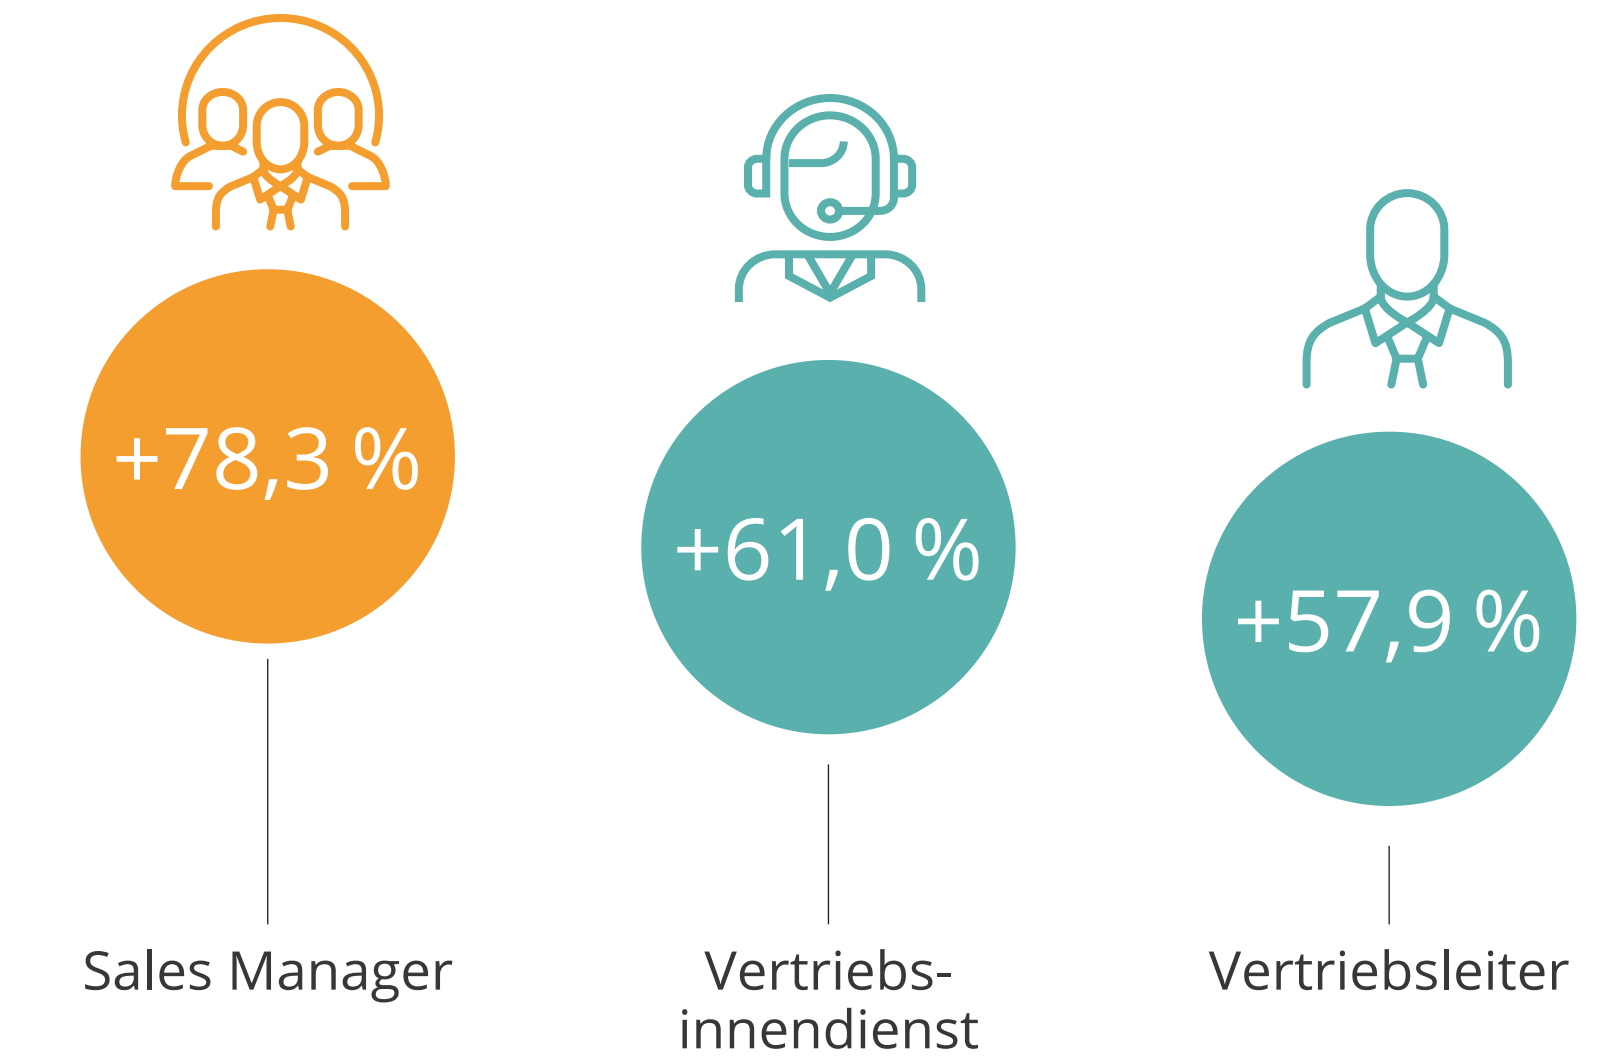 +78,3 %
+61,0 %
+57,9 %
Sales Manager
Vertriebs-
innendienst
Vertriebsleiter